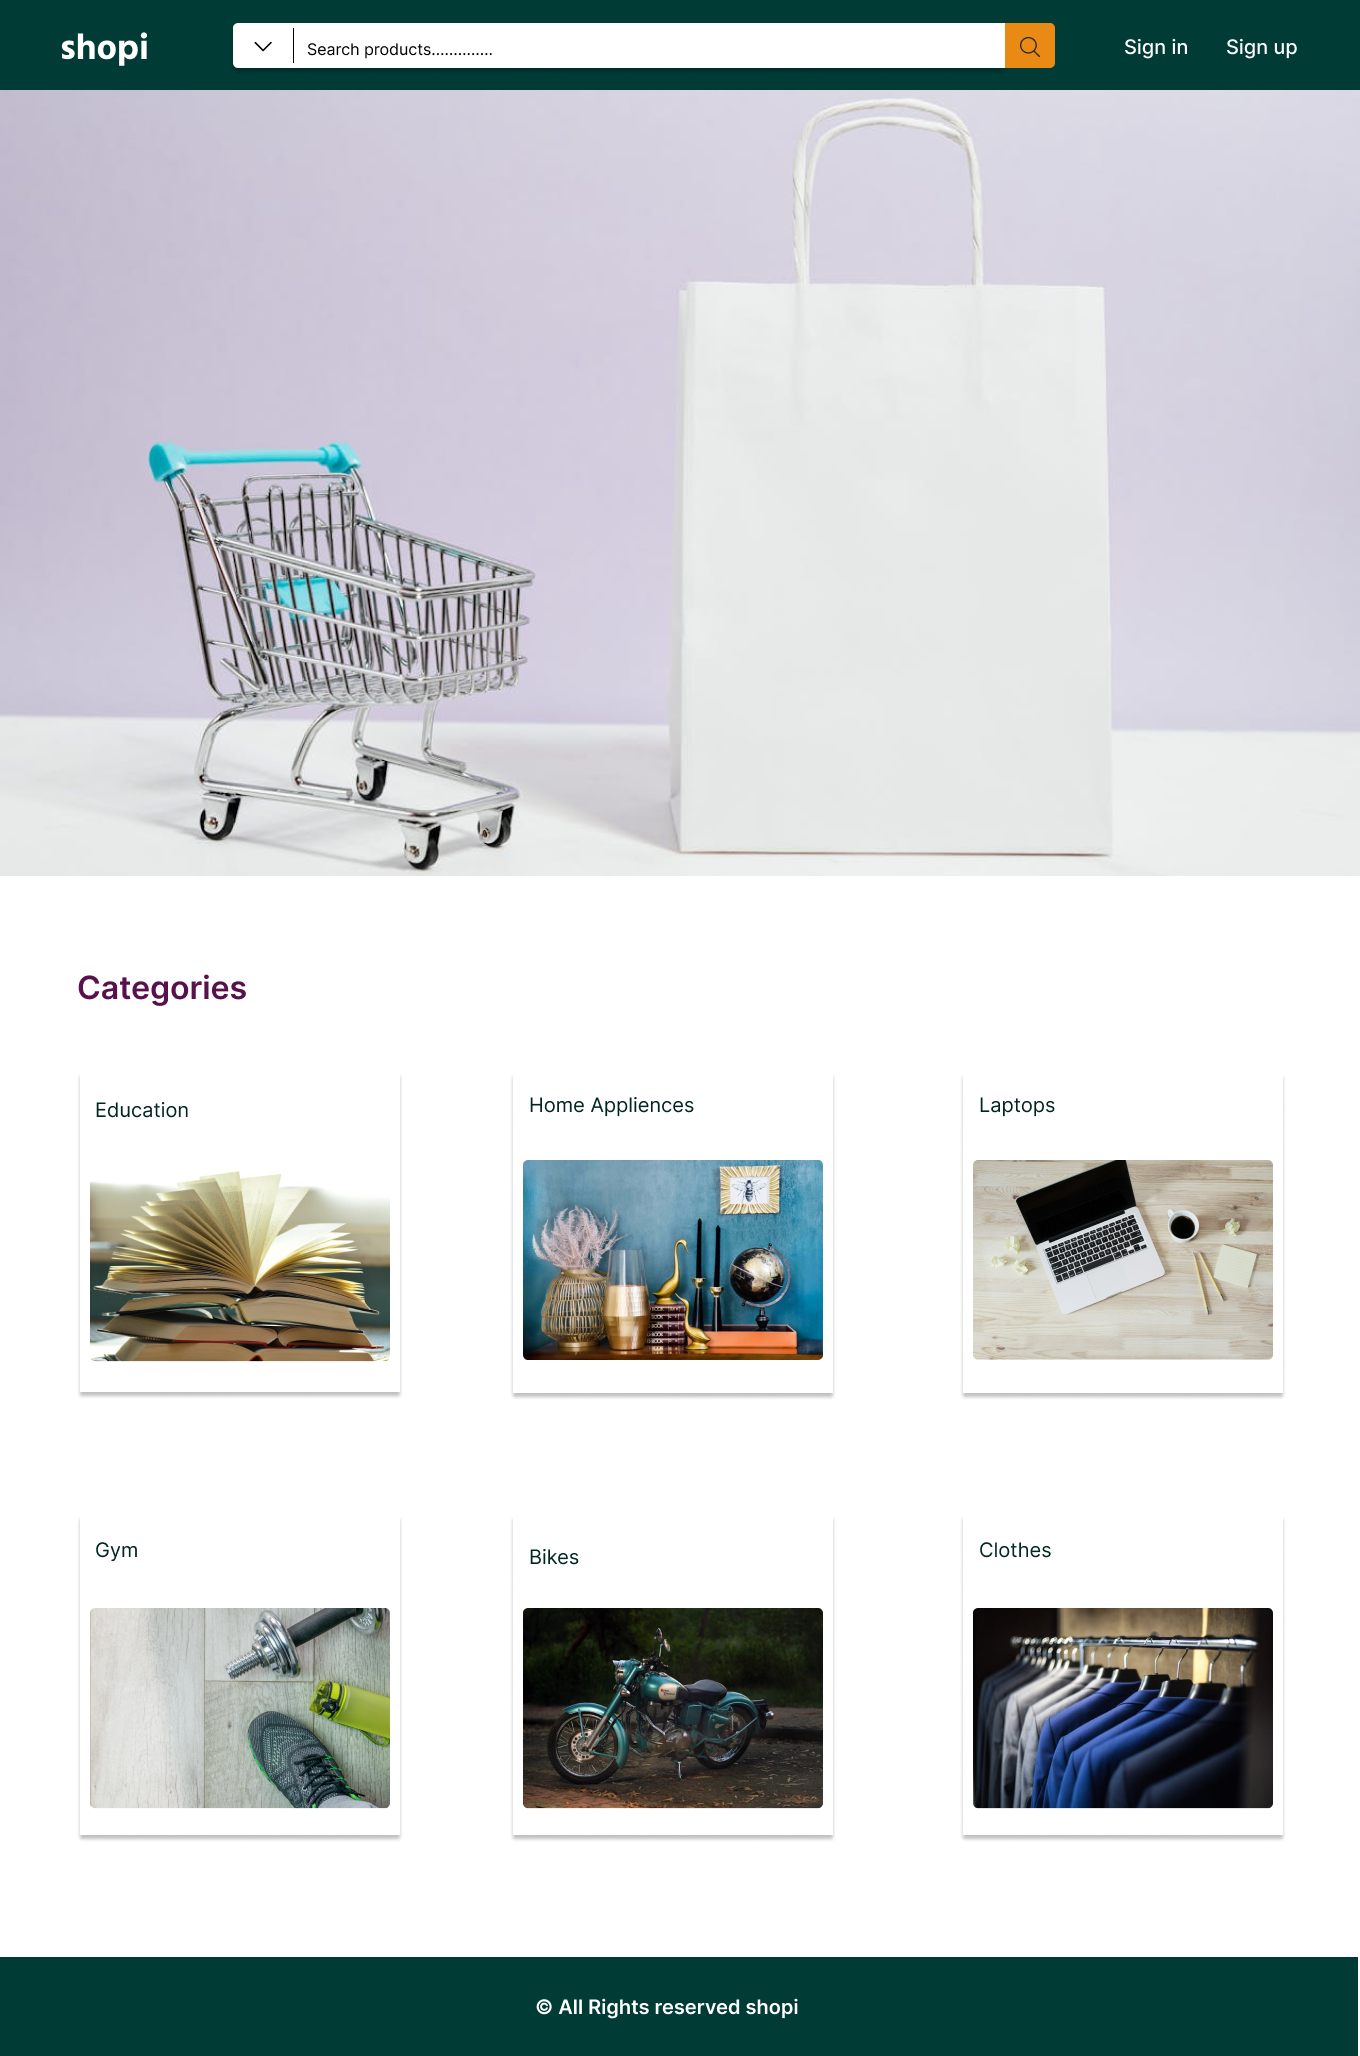 shopi
Search products..............
Sign in
Sign up
Categories
Education
Home Appliences
Laptops
Gym
Bikes
Clothes
© All Rights reserved shopi